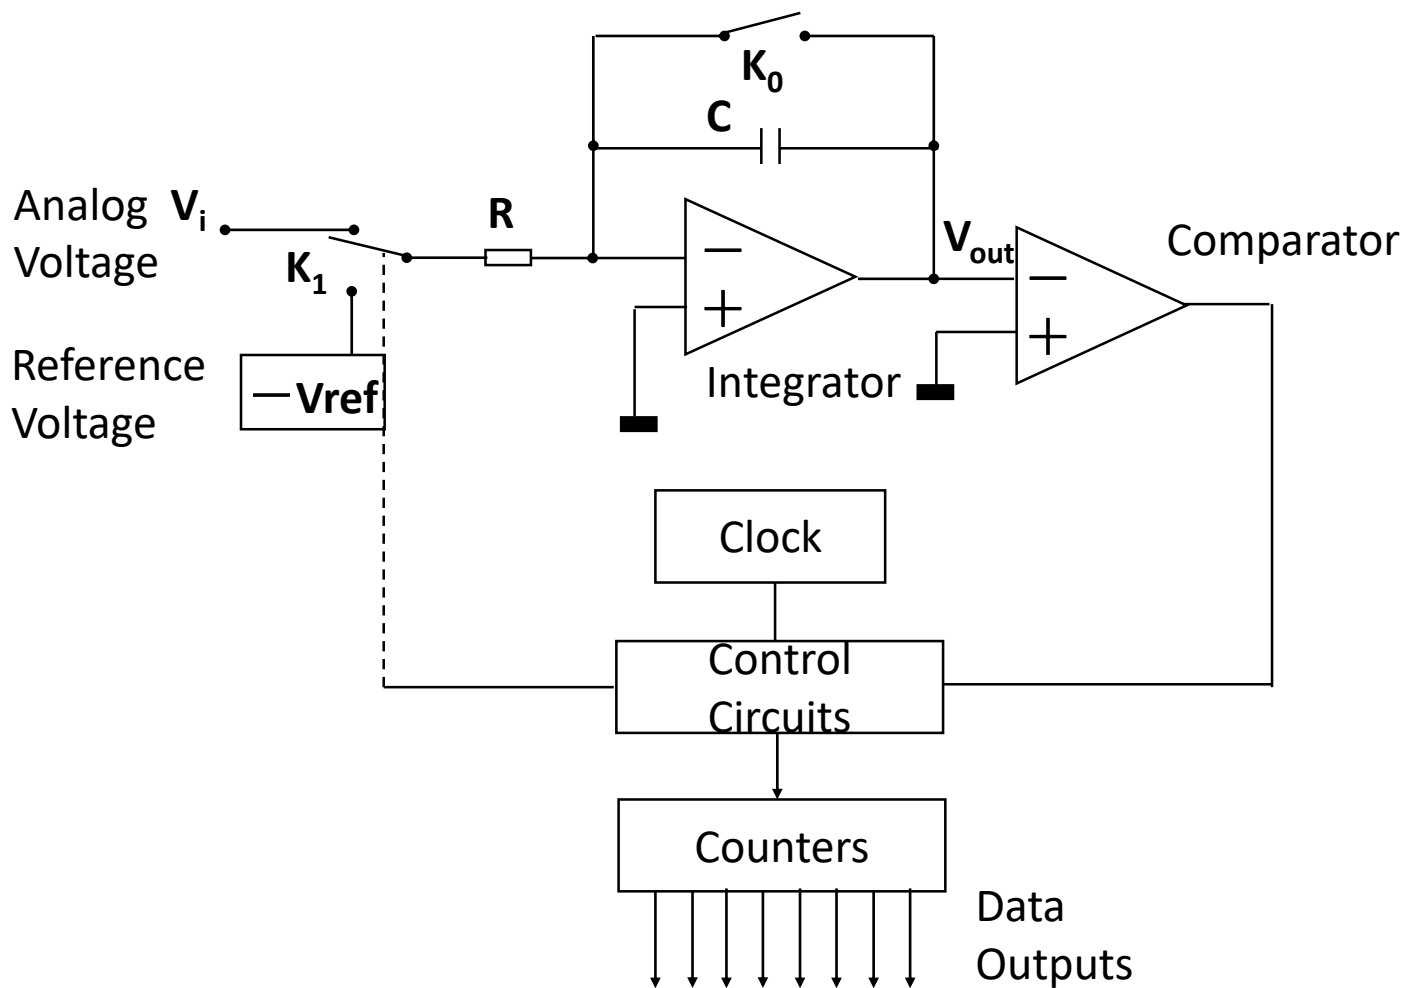 K0
C
Analog Vi
Voltage
R
K1
Vout
Comparator
Reference
Voltage
— Vref
—
+
—
+
Integrator
Clock
Control
Circuits
Counters
Data
Outputs